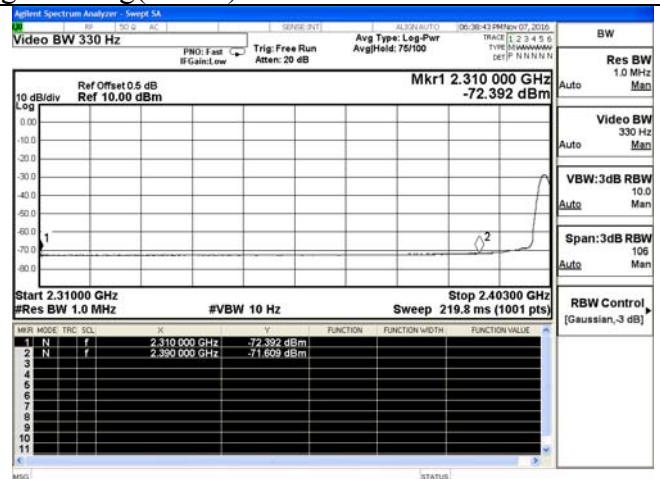 Agilent Spectrum Analyzer - Swept SA
RF 50 Ω AC SENSE:INT ALIGN AUTO 06:38:43 PM Nov 07, 2016
Video BW 330 Hz
PNO: Fast
IFGain:Low
Trig: Free Run
Atten: 20 dB
Avg Type: Log-Pwr
Avg|Hold: 75/100
TRACE 1 2 3 4 5 6
TYPE
DET P N N N N N
Ref Offset 0.5 dB
10 dB/div Ref 10.00 dBm
Log
Mkr1 2.310 000 GHz
-72.392 dBm
0.00
-10.0
-20.0
-30.0
-40.0
-50.0
-60.0
-70.0
-80.0
1
2
Start 2.31000 GHz Stop 2.40300 GHz
#Res BW 1.0 MHz #VBW 10 Hz Sweep 219.8 ms (1001 pts)
MKR MODE TRC SCL X Y FUNCTION FUNCTION WIDTH FUNCTION VALUE
1 N f 2.310 000 GHz -72.392 dBm
2 N f 2.390 000 GHz -71.609 dBm
3
4
5
6
7
8
9
10
11
MSG STATUS
BW
Res BW
1.0 MHz
Auto Man
Video BW
330 Hz
Auto Man
VBW:3dB RBW
10.0
Auto Man
Span:3dB RBW
106
Auto Man
RBW Control
[Gaussian,-3 dB]